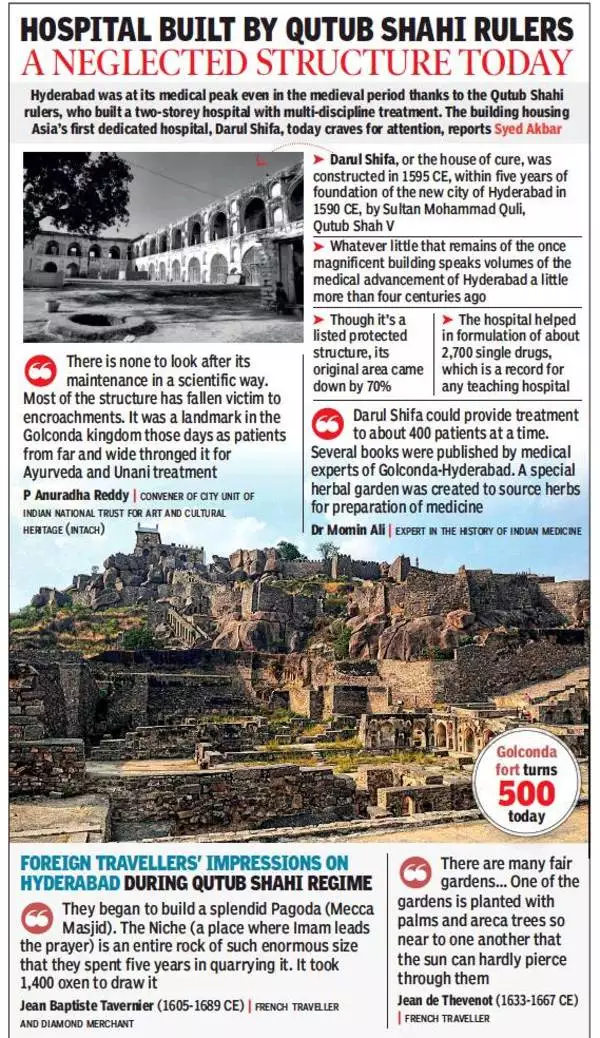 HOSPITAL BUILT BY QUTUB SHAHI RULERS
A NEGLECTED STRUCTURE TODAY
Hyderabad was at its medical peak even in the medieval period thanks to the Qutub Shahi
rulers, who built a two-storey hospital with multi-discipline treatment. The building housing
Asia's first dedicated hospital, Darul Shifa, today craves for attention, reports Syed Akbar
➤ Darul Shifa, or the house of cure, was
constructed in 1595 CE, within five years of
foundation of the new city of Hyderabad in
1590 CE, by Sultan Mohammad Quli,
Qutub Shah V
➤ Whatever little that remains of the once
magnificent building speaks volumes of the
medical advancement of Hyderabad a little
more than four centuries ago
➤ Though it's a
listed protected
structure, its
original area came
down by 70%
➤ The hospital helped
in formulation of about
2,700 single drugs,
which is a record for
any teaching hospital
❝ There is none to look after its
maintenance in a scientific way.
Most of the structure has fallen victim to
encroachments. It was a landmark in the
Golconda kingdom those days as patients
from far and wide thronged it for
Ayurveda and Unani treatment
P Anuradha Reddy | CONVENER OF CITY UNIT OF
INDIAN NATIONAL TRUST FOR ART AND CULTURAL
HERITAGE (INTACH)
❝ Darul Shifa could provide treatment
to about 400 patients at a time.
Several books were published by medical
experts of Golconda-Hyderabad. A special
herbal garden was created to source herbs
for preparation of medicine
Dr Momin Ali | EXPERT IN THE HISTORY OF INDIAN MEDICINE
Golconda
fort turns
500
today
FOREIGN TRAVELLERS' IMPRESSIONS ON
HYDERABAD DURING QUTUB SHAHI REGIME
❝ They began to build a splendid Pagoda (Mecca
Masjid). The Niche (a place where Imam leads
the prayer) is an entire rock of such enormous size
that they spent five years in quarrying it. It took
1,400 oxen to draw it
Jean Baptiste Tavernier (1605-1689 CE) | FRENCH TRAVELLER
AND DIAMOND MERCHANT
❝ There are many fair
gardens... One of the
gardens is planted with
palms and areca trees so
near to one another that
the sun can hardly pierce
through them
Jean de Thevenot (1633-1667 CE)
| FRENCH TRAVELLER